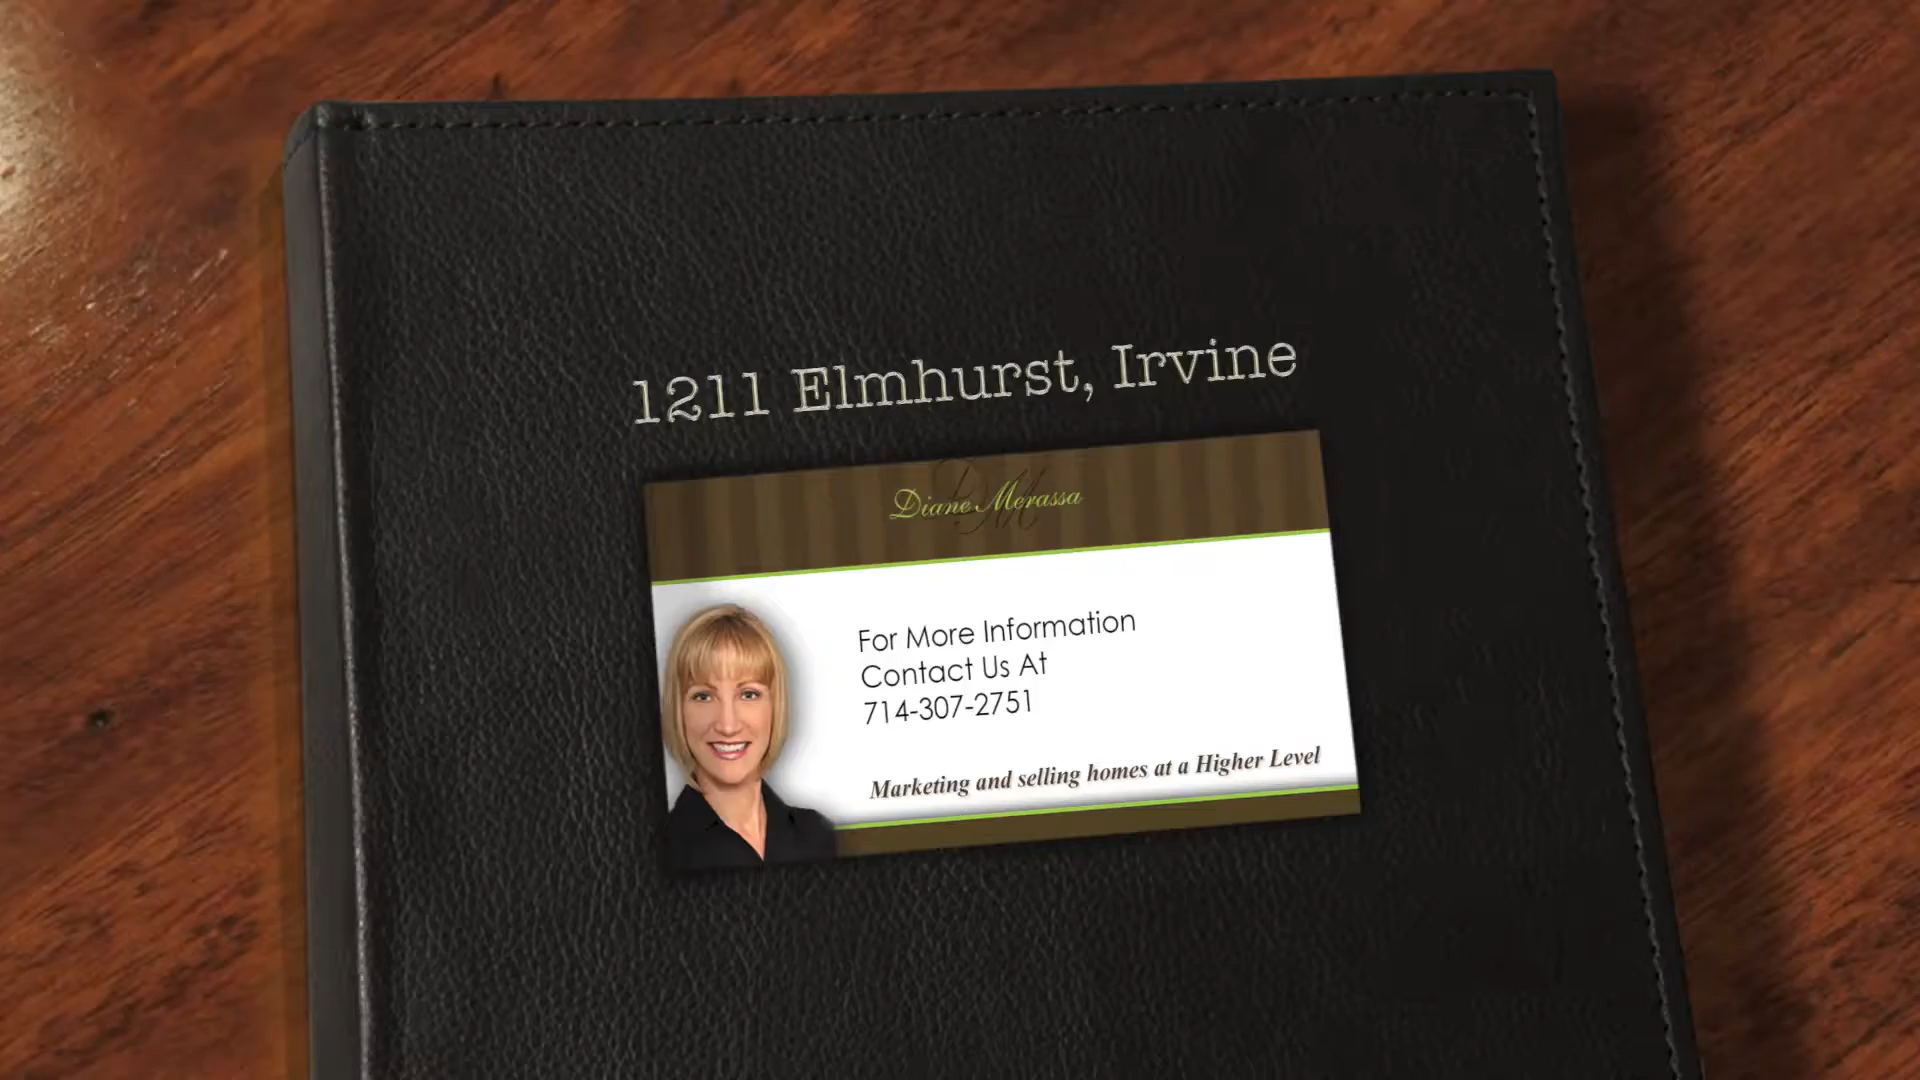 1211 Elmhurst, Irvine
Diane Merassa
For More Information
Contact Us At
714-307-2751
Marketing and selling homes at a Higher Level